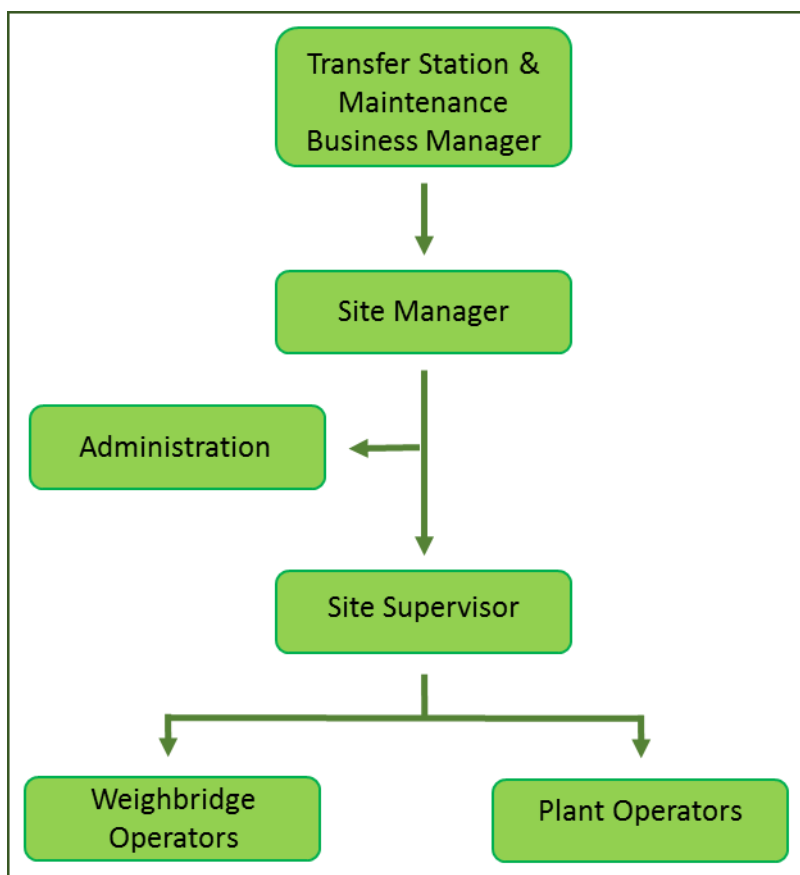 Transfer Station &
Maintenance
Business Manager
Site Manager
Administration
Site Supervisor
Weighbridge
Operators
Plant Operators